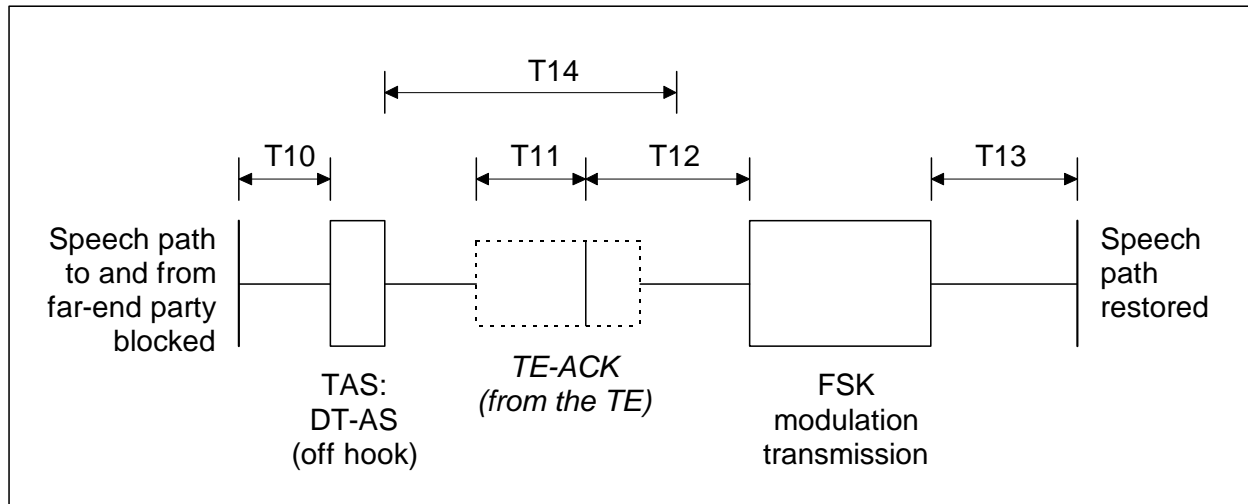 T14
T10
T11
T12
T13
Speech path
to and from
far-end party
blocked
TAS:
DT-AS
(off hook)
TE-ACK
(from the TE)
FSK
modulation
transmission
Speech
path
restored